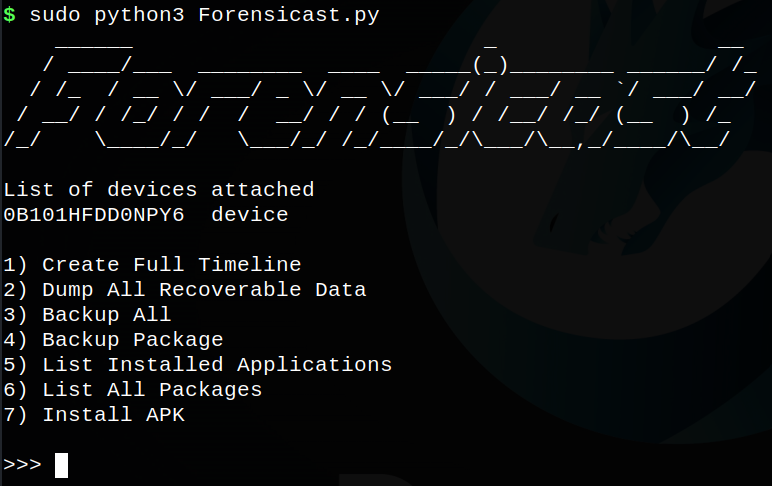 $ sudo python3 Forensicast.py
Forensicast
List of devices attached
0B101HFDD0NPY6  device
1) Create Full Timeline
2) Dump All Recoverable Data
3) Backup All
4) Backup Package
5) List Installed Applications
6) List All Packages
7) Install APK
>>>